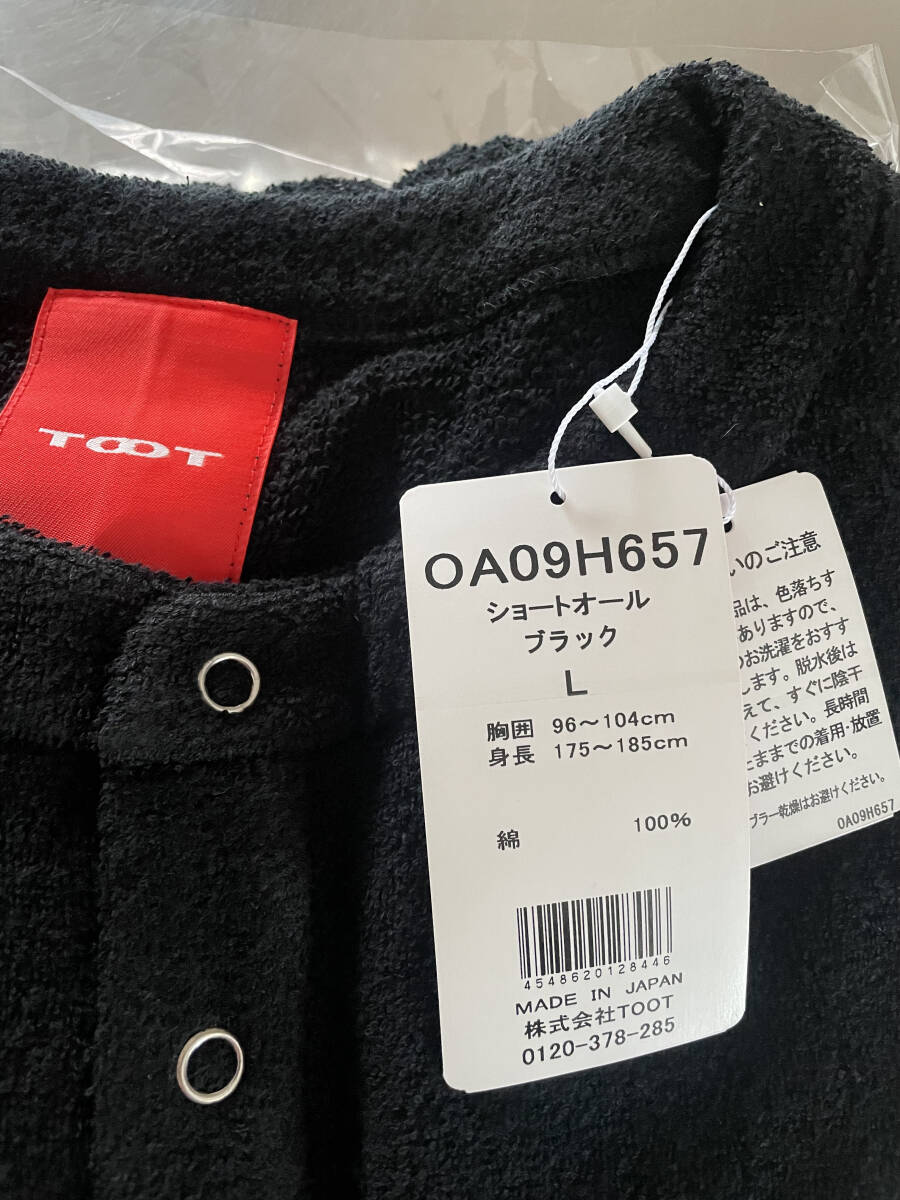 TOOT
OA09H657
ショートオール
ブラック
L
胸囲 96～104cm
身長 175～185cm
綿 100%
4548620128446
MADE IN JAPAN
株式会社TOOT
0120-378-285
いのご注意
品は、色落ちす
ありますので、
のお洗濯をおすす
します。脱水後は
えて、すぐに陰干
ください。長時間
たままでの着用・放置
お避けください。
ブラー乾燥はお避けください。
OA09H657